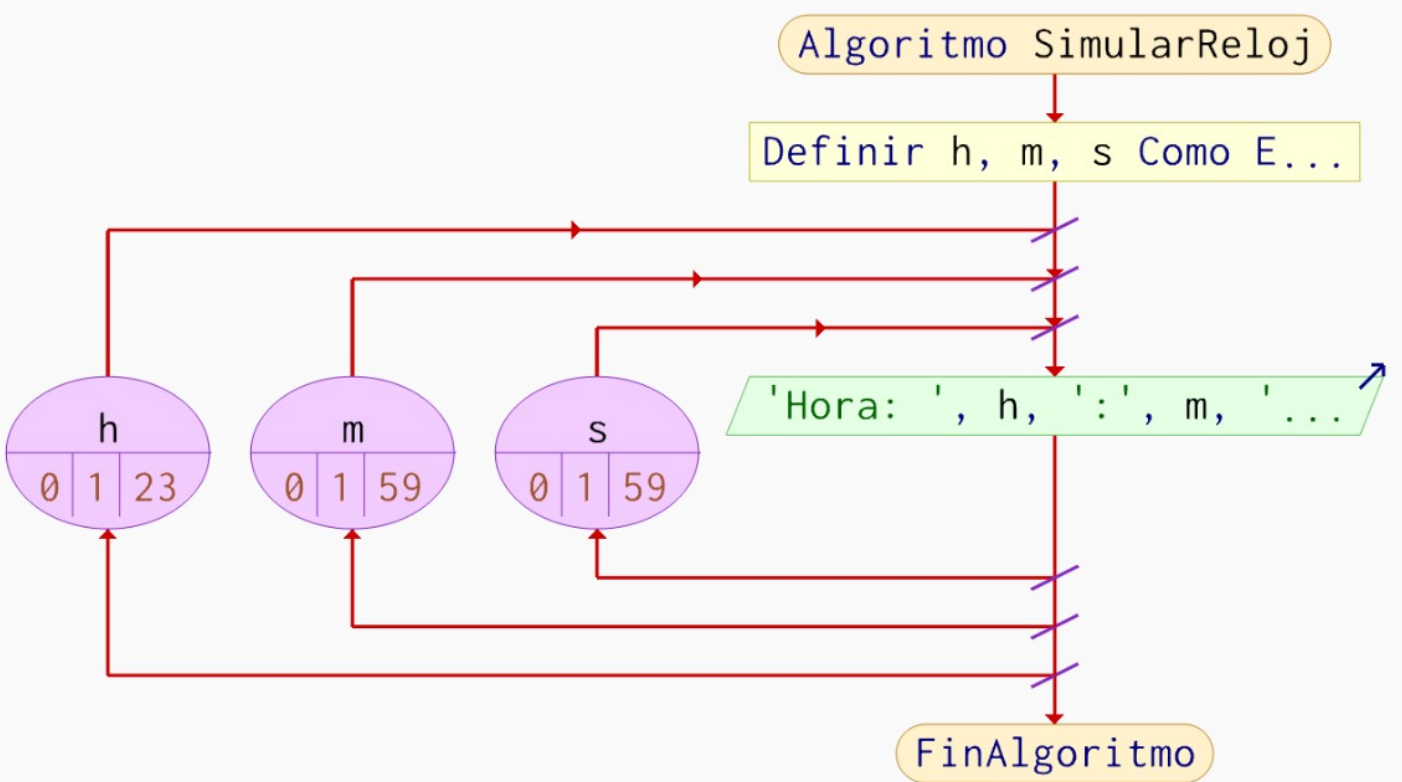 Algoritmo SimularReloj
Definir h, m, s Como E...
'Hora: ', h, ':', m, '...
h
0 1 23
m
0 1 59
s
0 1 59
FinAlgoritmo